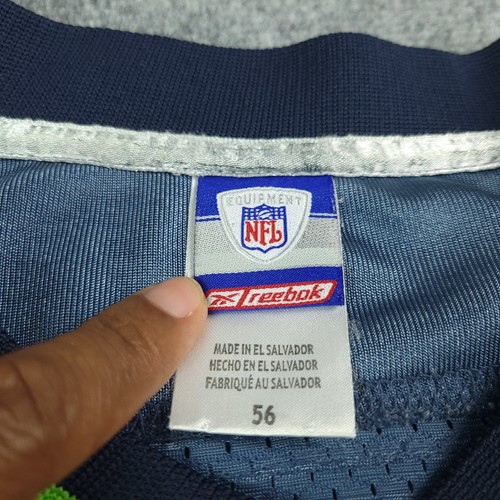 EQUIPMENT
NFL
Reebok
MADE IN EL SALVADOR
HECHO EN EL SALVADOR
FABRIQUÉ AU SALVADOR
56